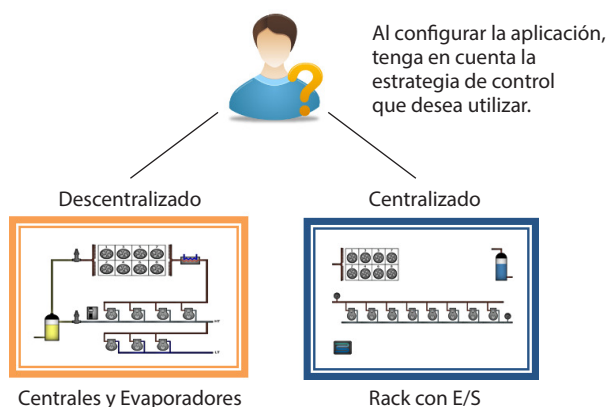 Al configurar la aplicación,
tenga en cuenta la
estrategia de control
que desea utilizar.
Descentralizado
Centralizado
Centrales y Evaporadores
Rack con E/S